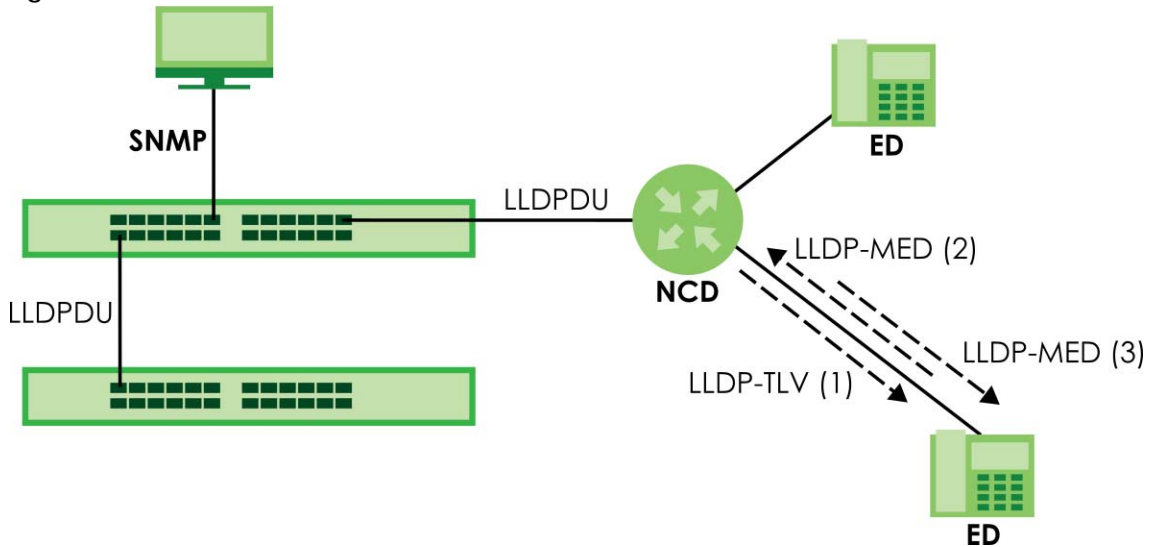 SNMP
ED
LLDPDU
LLDP-MED (2)
NCD
LLDPDU
LLDP-MED (3)
LLDP-TLV (1)
ED